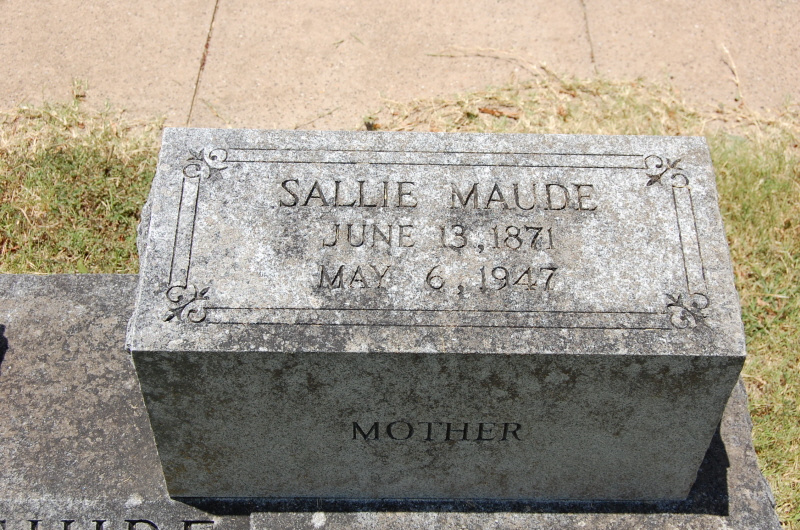 SALLIE MAUDE
JUNE 13, 1871
MAY 6, 1947
MOTHER